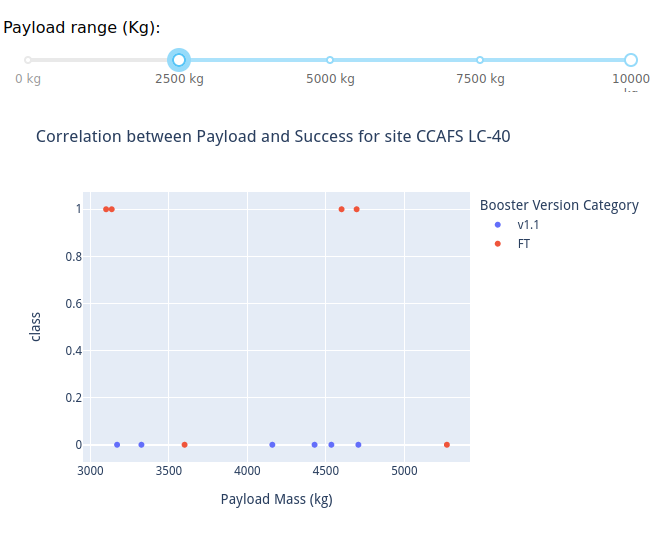 Payload range (Kg):
0 kg 2500 kg 5000 kg 7500 kg 10000
Correlation between Payload and Success for site CCAFS LC-40
Booster Version Category
v1.1
FT
class
1
0.8
0.6
0.4
0.2
0
3000 3500 4000 4500 5000
Payload Mass (kg)